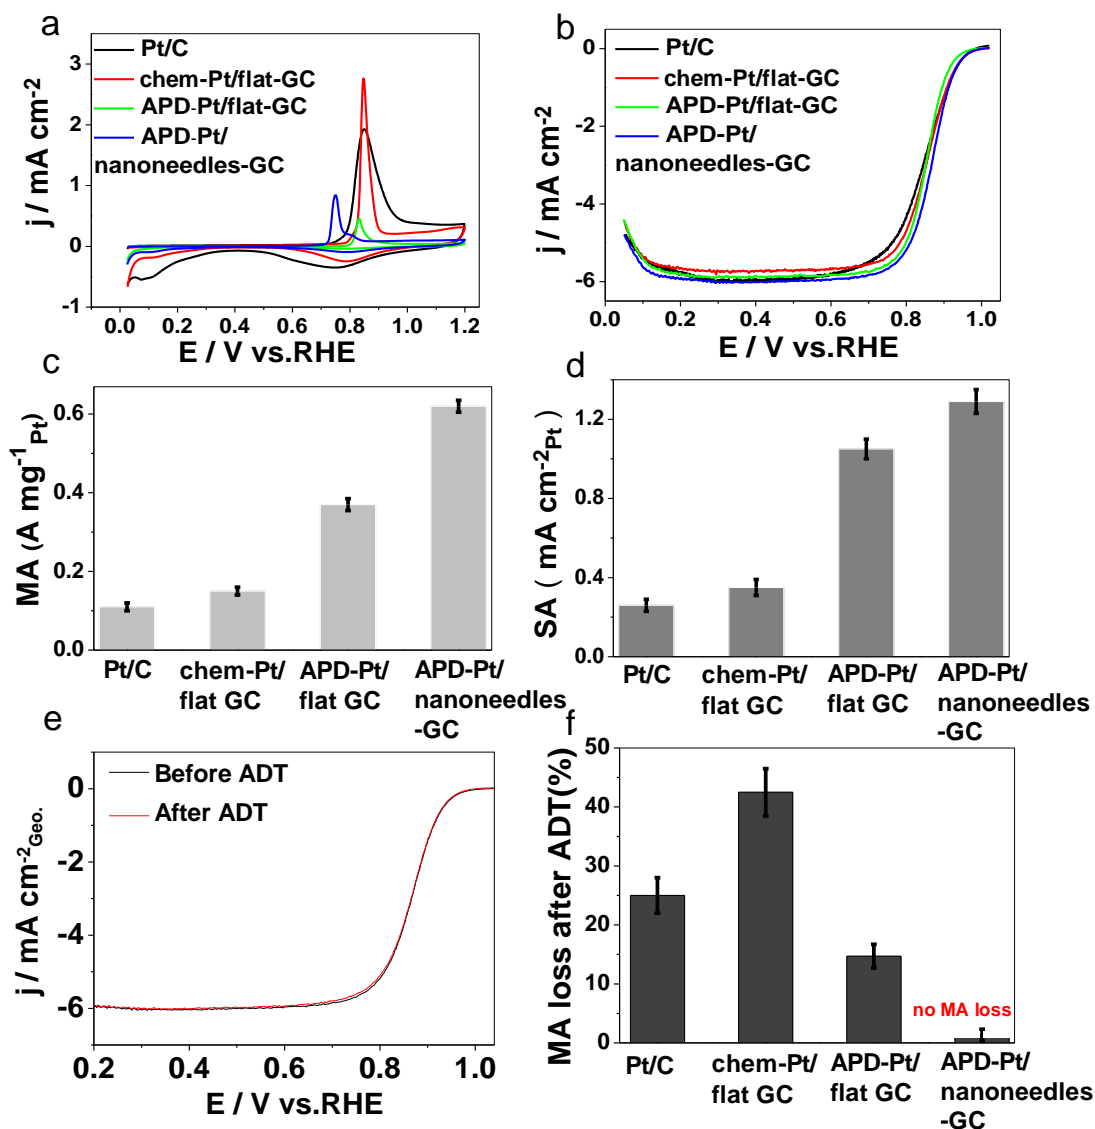 a
Pt/C
chem-Pt/flat-GC
APD-Pt/flat-GC
APD-Pt/
nanoneedles-GC
j / mA cm-2
3
2
1
0
-1
0.0 0.2 0.4 0.6 0.8 1.0 1.2
E / V vs.RHE
b
Pt/C
chem-Pt/flat-GC
APD-Pt/flat-GC
APD-Pt/
nanoneedles-GC
j / mA cm-2
0
-2
-4
-6
0.0 0.2 0.4 0.6 0.8 1.0
E / V vs.RHE
c
MA (A mg-1Pt)
0.6
0.4
0.2
0.0
Pt/C
chem-Pt/
flat GC
APD-Pt/
flat GC
APD-Pt/
nanoneedles
-GC
d
SA ( mA cm-2Pt)
1.2
0.8
0.4
0.0
Pt/C
chem-Pt/
flat GC
APD-Pt/
flat GC
APD-Pt/
nanoneedles
-GC
e
Before ADT
After ADT
j / mA cm-2Geo.
0
-2
-4
-6
0.2 0.4 0.6 0.8 1.0
E / V vs.RHE
f
MA loss after ADT(%)
50
40
30
20
10
0
no MA loss
Pt/C
chem-Pt/
flat GC
APD-Pt/
flat GC
APD-Pt/
nanoneedles
-GC